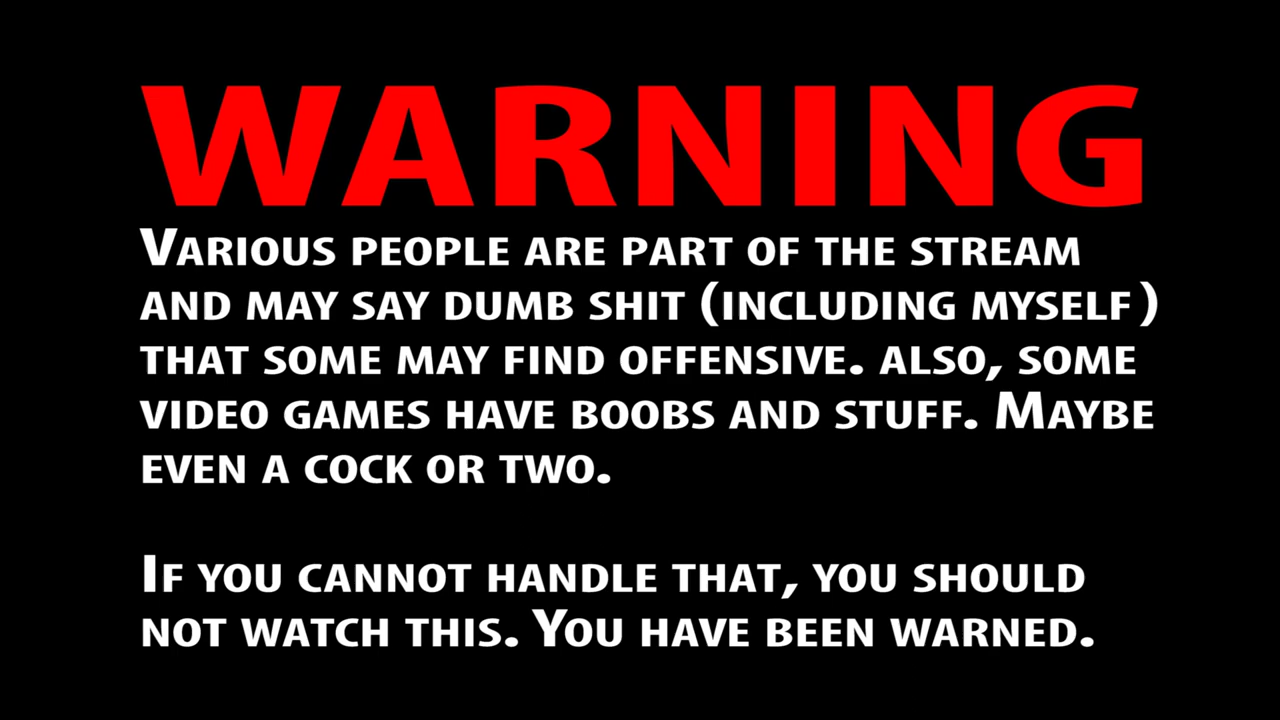 WARNING
VARIOUS PEOPLE ARE PART OF THE STREAM
AND MAY SAY DUMB SHIT (INCLUDING MYSELF)
THAT SOME MAY FIND OFFENSIVE. ALSO, SOME
VIDEO GAMES HAVE BOOBS AND STUFF. MAYBE
EVEN A COCK OR TWO.
IF YOU CANNOT HANDLE THAT, YOU SHOULD
NOT WATCH THIS. YOU HAVE BEEN WARNED.